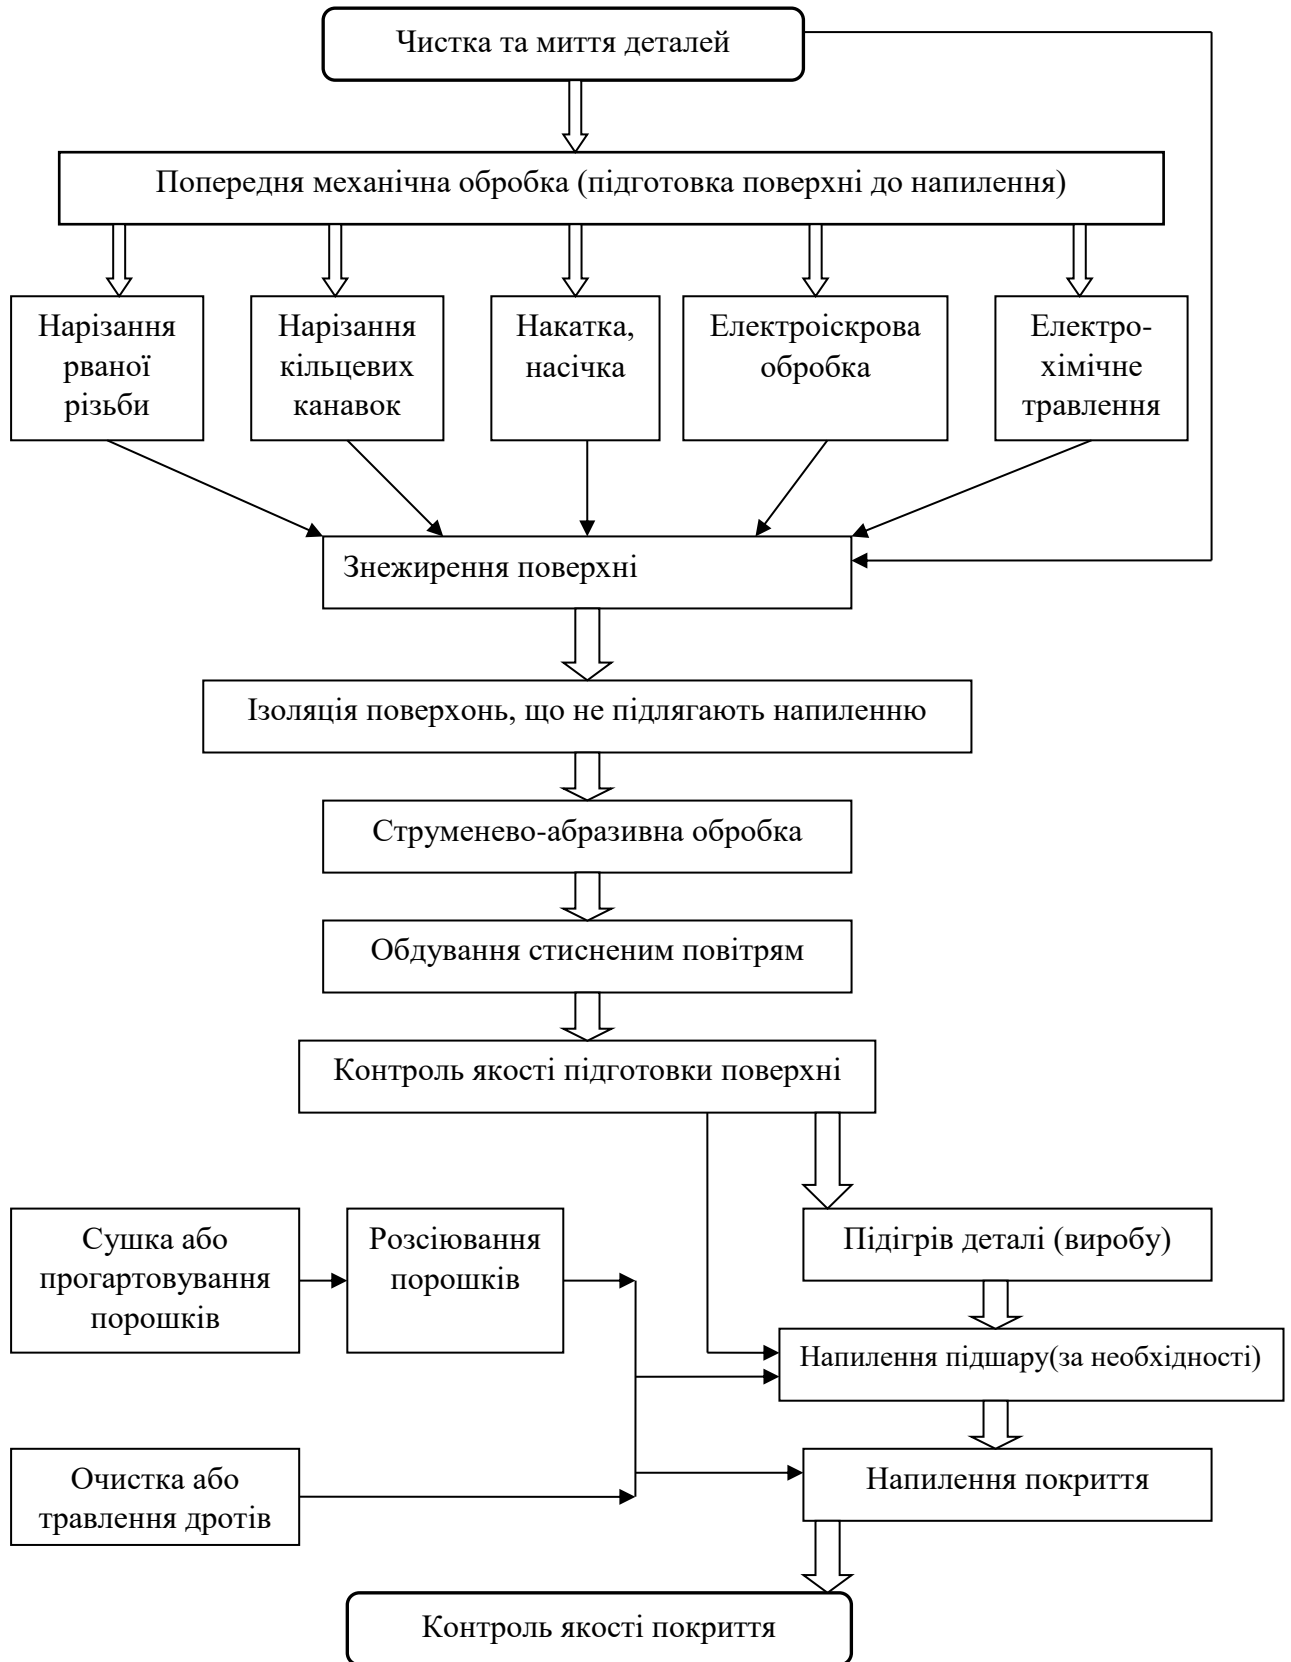 Чистка та миття деталей
Попередня механічна обробка (підготовка поверхні до напилення)
Нарізання
рваної
різьби
Нарізання
кільцевих
канавок
Накатка,
насічка
Електроіскрова
обробка
Електро-
хімічне
травлення
Знежирення поверхні
Ізоляція поверхонь, що не підлягають напиленню
Струменево-абразивна обробка
Обдування стисненим повітрям
Контроль якості підготовки поверхні
Сушка або
прогартовування
порошків
Розсіювання
порошків
Підігрів деталі (виробу)
Напилення підшару(за необхідності)
Очистка або
травлення дротів
Напилення покриття
Контроль якості покриття